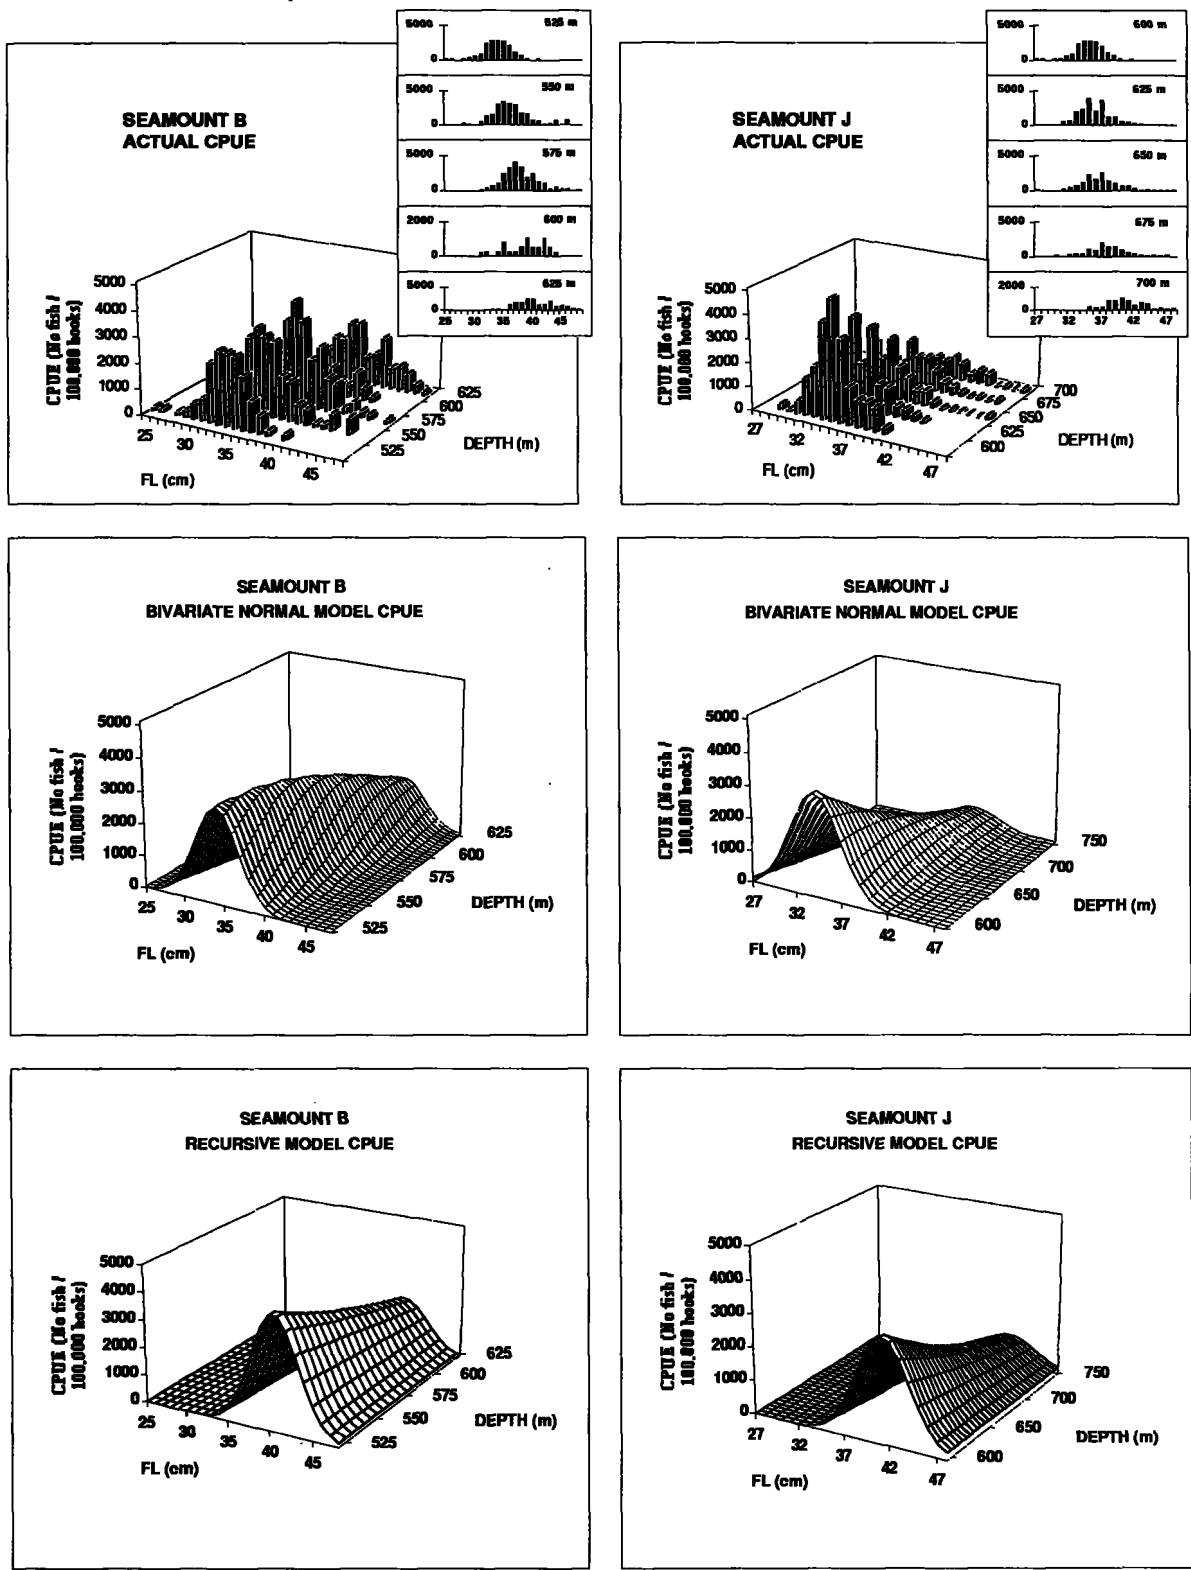 5000
525 m
0
5000
550 m
0
5000
575 m
0
2000
600 m
0
5000
625 m
0
25 30 35 40 45
SEAMOUNT B
ACTUAL CPUE
CPUE (No fish /
100,000 hooks)
5000
4000
3000
2000
1000
0
25
30
35
40
45
FL (cm)
525
550
575
600
625
DEPTH (m)
5000
600 m
0
5000
625 m
0
5000
650 m
0
5000
675 m
0
2000
700 m
0
27 32 37 42 47
SEAMOUNT J
ACTUAL CPUE
CPUE (No fish /
100,000 hooks)
5000
4000
3000
2000
1000
0
27
32
37
42
47
FL (cm)
600
625
650
675
700
DEPTH (m)
SEAMOUNT B
BIVARIATE NORMAL MODEL CPUE
CPUE (No fish /
100,000 hooks)
5000
4000
3000
2000
1000
0
25
30
35
40
45
FL (cm)
525
550
575
600
625
DEPTH (m)
SEAMOUNT J
BIVARIATE NORMAL MODEL CPUE
CPUE (No fish /
100,000 hooks)
5000
4000
3000
2000
1000
0
27
32
37
42
47
FL (cm)
600
650
700
750
DEPTH (m)
SEAMOUNT B
RECURSIVE MODEL CPUE
CPUE (No fish /
100,000 hooks)
5000
4000
3000
2000
1000
0
25
30
35
40
45
FL (cm)
525
550
575
600
625
DEPTH (m)
SEAMOUNT J
RECURSIVE MODEL CPUE
CPUE (No fish /
100,000 hooks)
5000
4000
3000
2000
1000
0
27
32
37
42
47
FL (cm)
600
650
700
750
DEPTH (m)